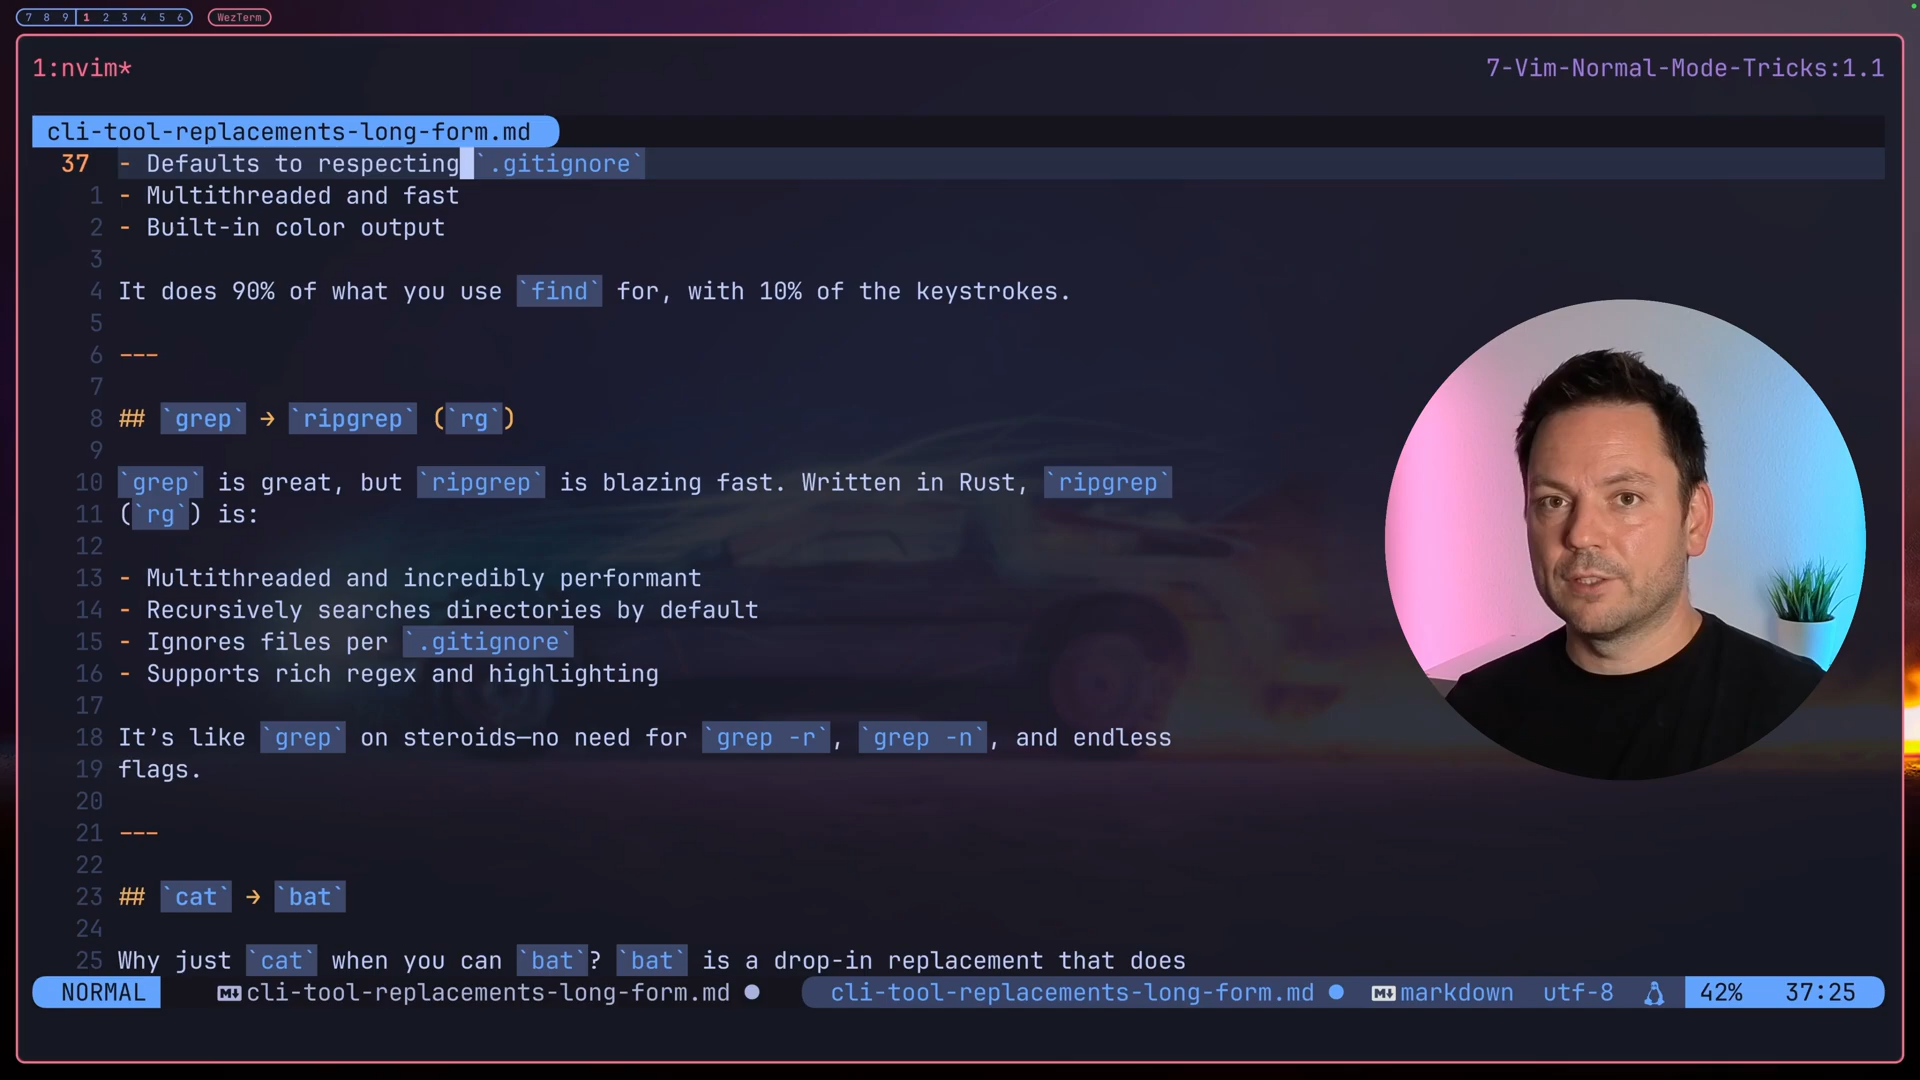 7 8 9 1 2 3 4 5 6 WezTerm
1:nvim* 7-Vim-Normal-Mode-Tricks:1.1
cli-tool-replacements-long-form.md
37 - Defaults to respecting `.gitignore`
1 - Multithreaded and fast
2 - Built-in color output
3
4 It does 90% of what you use `find` for, with 10% of the keystrokes.
5
6 ---
7
8 ## `grep` → `ripgrep` (`rg`)
9
10 `grep` is great, but `ripgrep` is blazing fast. Written in Rust, `ripgrep`
11 (`rg`) is:
12
13 - Multithreaded and incredibly performant
14 - Recursively searches directories by default
15 - Ignores files per `.gitignore`
16 - Supports rich regex and highlighting
17
18 It’s like `grep` on steroids—no need for `grep -r`, `grep -n`, and endless
19 flags.
20
21 ---
22
23 ## `cat` → `bat`
24
25 Why just `cat` when you can `bat`? `bat` is a drop-in replacement that does
NORMAL cli-tool-replacements-long-form.md ● cli-tool-replacements-long-form.md ● markdown utf-8 42% 37:25